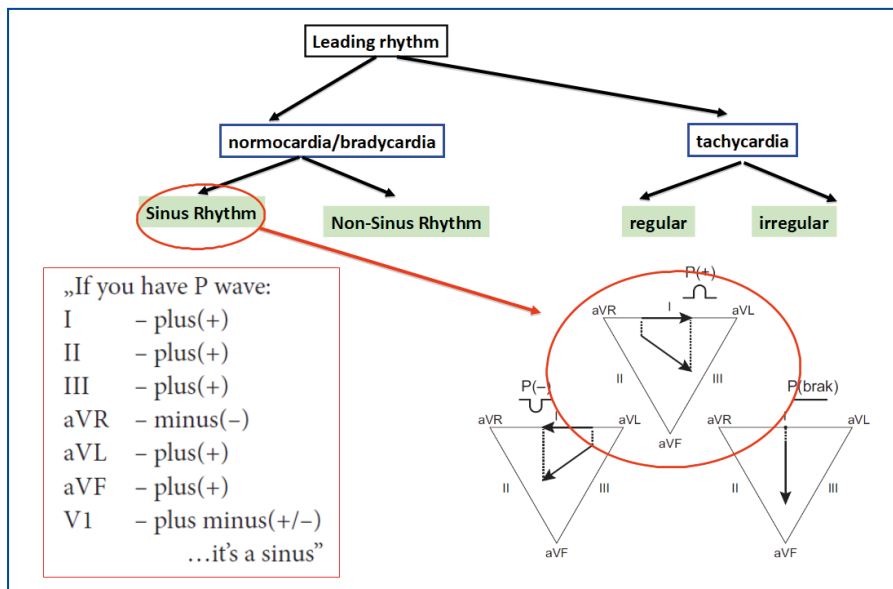 Leading rhythm
normocardia/bradycardia
tachycardia
Sinus Rhythm
Non-Sinus Rhythm
regular
irregular
„If you have P wave:
I – plus(+)
II – plus(+)
III – plus(+)
aVR – minus(–)
aVL – plus(+)
aVF – plus(+)
V1 – plus minus(+/–)
…it's a sinus”
P(+)
aVR I aVL
II III
aVF
P(–)
aVR I aVL
II III
aVF
P(brak)
aVR I aVL
II III
aVF